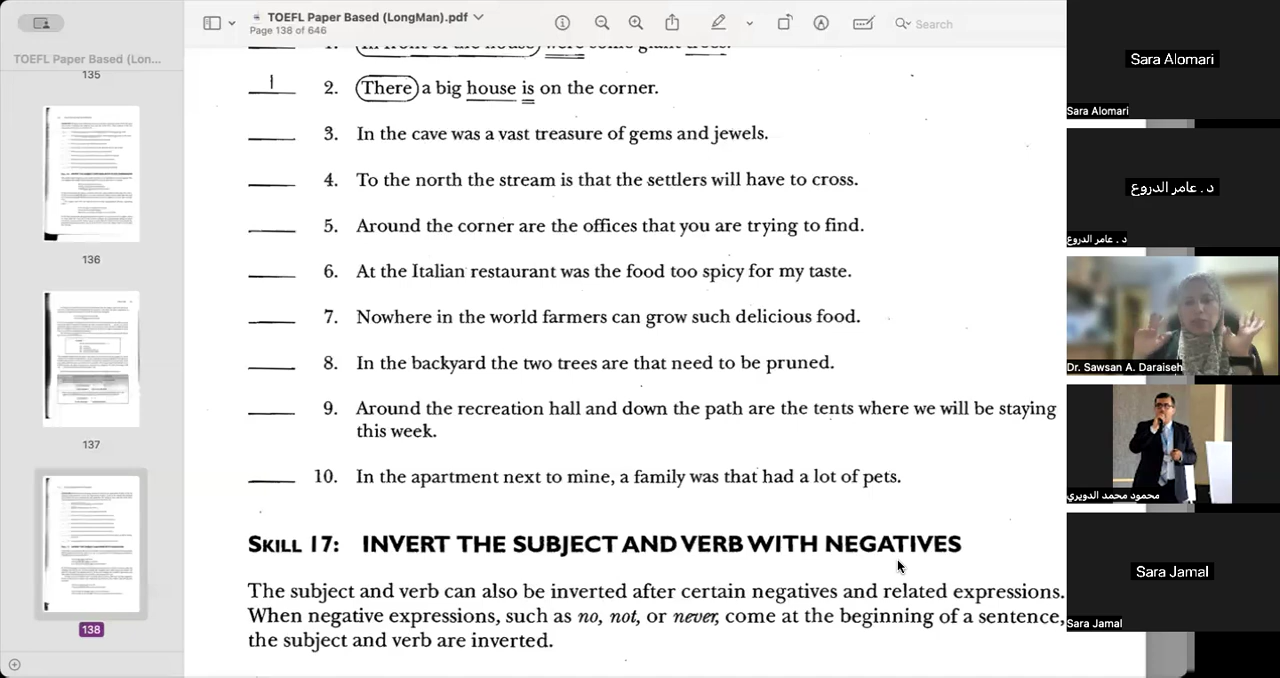 TOEFL Paper Based (LongMan).pdf
Page 138 of 646
Search
TOEFL Paper Based (Lon...
135
136
137
138
1. In front of the house were some giant trees.
I 2. There a big house is on the corner.
3. In the cave was a vast treasure of gems and jewels.
4. To the north the stream is that the settlers will have to cross.
5. Around the corner are the offices that you are trying to find.
6. At the Italian restaurant was the food too spicy for my taste.
7. Nowhere in the world farmers can grow such delicious food.
8. In the backyard the two trees are that need to be pruned.
9. Around the recreation hall and down the path are the tents where we will be staying
this week.
10. In the apartment next to mine, a family was that had a lot of pets.
SKILL 17: INVERT THE SUBJECT AND VERB WITH NEGATIVES
The subject and verb can also be inverted after certain negatives and related expressions.
When negative expressions, such as no, not, or never, come at the beginning of a sentence,
the subject and verb are inverted.
Sara Alomari
Sara Alomari
د. عامر الدروع
د. عامر الدروع
Dr. Sawsan A. Daraiseh
محمود محمد الدويري
Sara Jamal
Sara Jamal